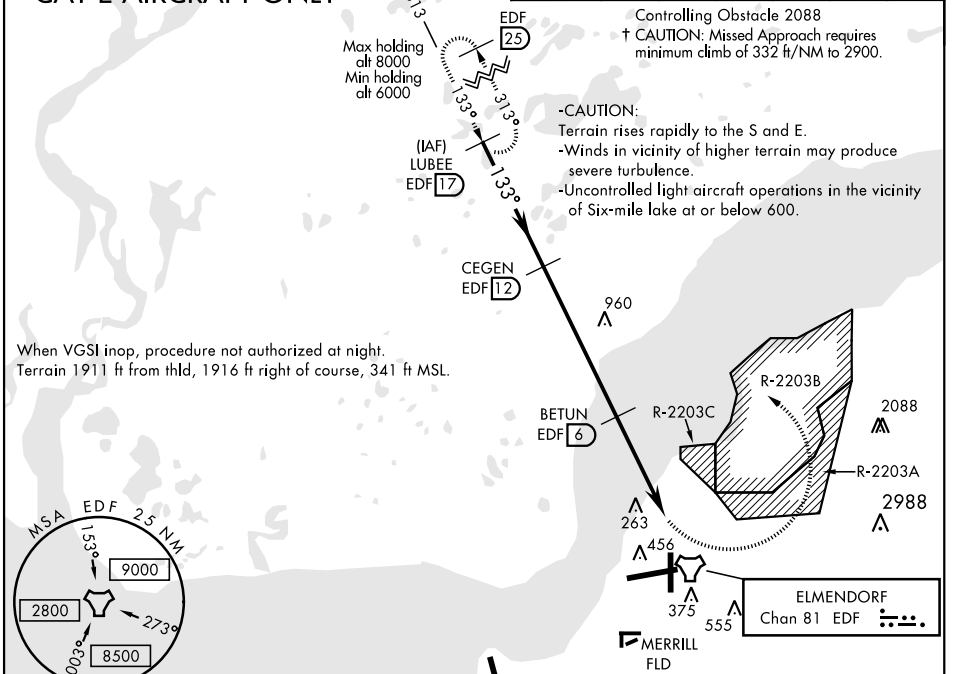 CAT E AIRCRAFT ONLY
313
EDF
25
Controlling Obstacle 2088
† CAUTION: Missed Approach requires
minimum climb of 332 ft/NM to 2900.
Max holding
alt 8000
Min holding
alt 6000
133°
313°
-CAUTION:
Terrain rises rapidly to the S and E.
-Winds in vicinity of higher terrain may produce
severe turbulence.
-Uncontrolled light aircraft operations in the vicinity
of Six-mile lake at or below 600.
(IAF)
LUBEE
EDF 17
133°
CEGEN
EDF 12
960
When VGSI inop, procedure not authorized at night.
Terrain 1911 ft from thld, 1916 ft right of course, 341 ft MSL.
R-2203B
BETUN
EDF 6
R-2203C
2088
R-2203A
2988
263
456
MSA EDF 25 NM
153°
9000
2800
273°
003°
8500
375
555
ELMENDORF
Chan 81 EDF
MERRILL
FLD